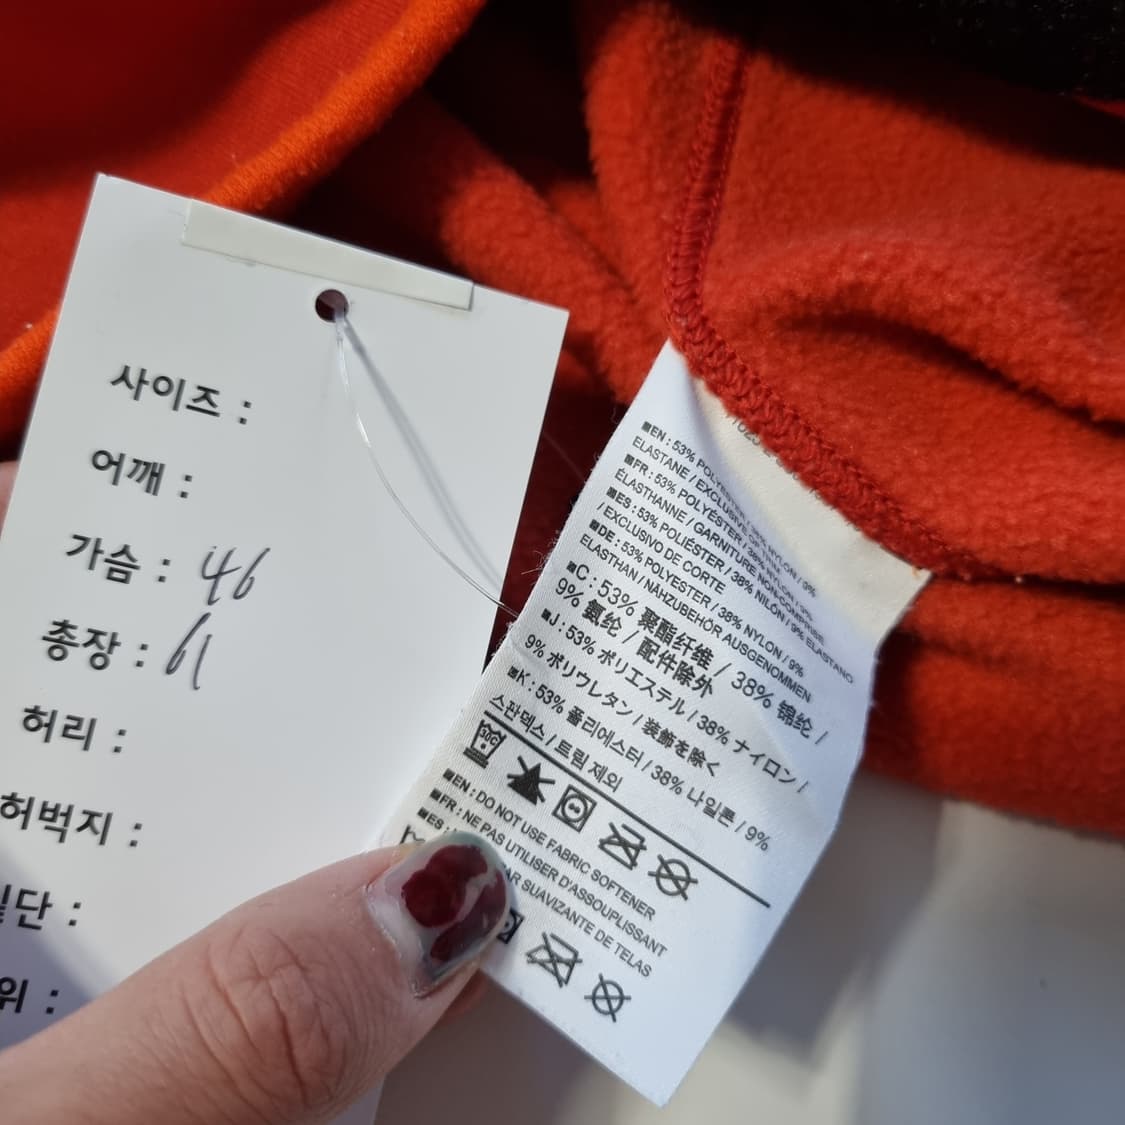 사이즈 :
어깨 :
가슴 : 46
총장 : 61
허리 :
허벅지 :
밑단 :
위 :
■EN : 53% POLYESTER / 38% NYLON / 9%
ELASTANE / EXCLUSIVE OF TRIM
■FR : 53% POLYÉSTER / 38% NYLON / 9%
ÉLASTHANNE / GARNITURE NON-COMPRISE
■ES : 53% POLIÉSTER / 38% NILÓN / 9% ELASTANO
/ EXCLUSIVO DE CORTE
■DE : 53% POLYESTER / 38% NYLON / 9%
ELASTHAN / NAHZUBEHÖR AUSGENOMMEN
■C : 53% 聚酯纤维 / 38% 锦纶 /
9% 氨纶 / 配件除外
■J : 53% ポリエステル / 38% ナイロン /
9% ポリウレタン / 装飾を除く
■K : 53% 폴리에스터 / 38% 나일론 / 9%
스판덱스 / 트림 제외
30C
■EN : DO NOT USE FABRIC SOFTENER
■FR : NE PAS UTILISER D'ASSOUPLISSANT
■ES : SUAVIZANTE DE TELAS